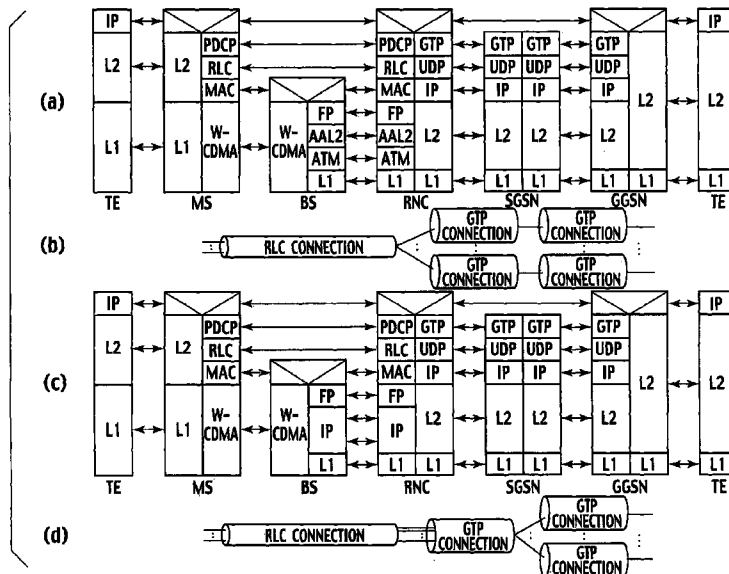 (a)
IP IP
PDCP PDCP GTP GTP GTP GTP
L2 L2 RLC RLC UDP UDP UDP UDP
MAC MAC IP IP IP IP L2 L2
FP FP
L1 L1 W-CDMA W-CDMA AAL2 AAL2 L2 L2 L2 L2
ATM ATM
L1 L1 L1 L1 L1 L1 L1 L1
TE MS BS RNC SGSN GGSN TE
(b)
RLC CONNECTION
GTP CONNECTION GTP CONNECTION
GTP CONNECTION GTP CONNECTION
(c)
IP IP
PDCP PDCP GTP GTP GTP GTP
L2 L2 RLC RLC UDP UDP UDP UDP
MAC MAC IP IP IP IP L2 L2
FP FP
L1 L1 W-CDMA W-CDMA IP IP L2 L2 L2 L2
L1 L1 L1 L1 L1 L1 L1 L1
TE MS BS RNC SGSN GGSN TE
(d)
RLC CONNECTION GTP CONNECTION
GTP CONNECTION
GTP CONNECTION